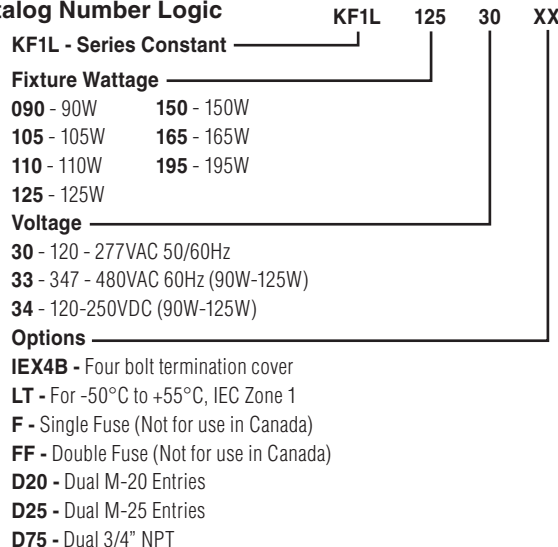 Number Logic
KF1L 125 30
KF1L - Series Constant
Fixture Wattage
090 - 90W 150 - 150W
105 - 105W 165 - 165W
110 - 110W 195 - 195W
125 - 125W
Voltage
30 - 120 - 277VAC 50/60Hz
33 - 347 - 480VAC 60Hz (90W-125W)
34 - 120-250VDC (90W-125W)
Options
IEX4B - Four bolt termination cover
LT - For -50°C to +55°C, IEC Zone 1
F - Single Fuse (Not for use in Canada)
FF - Double Fuse (Not for use in Canada)
D20 - Dual M-20 Entries
D25 - Dual M-25 Entries
D75 - Dual 3/4" NPT